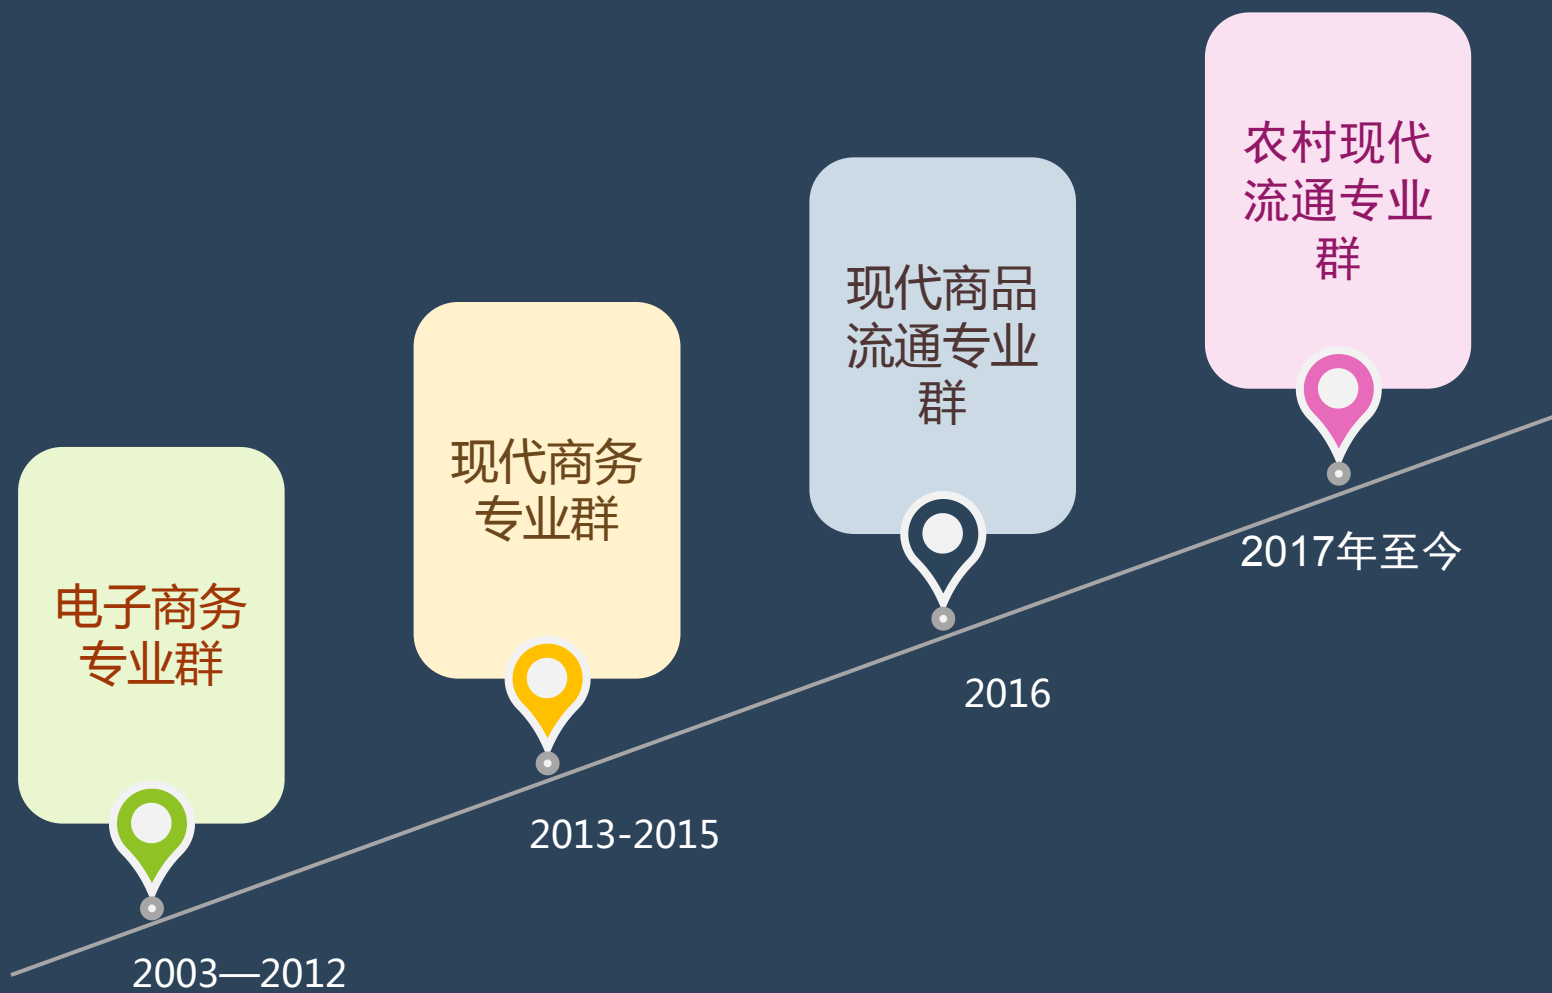 电子商务
专业群
2003—2012
现代商务
专业群
2013-2015
现代商品
流通专业
群
2016
农村现代
流通专业
群
2017年至今